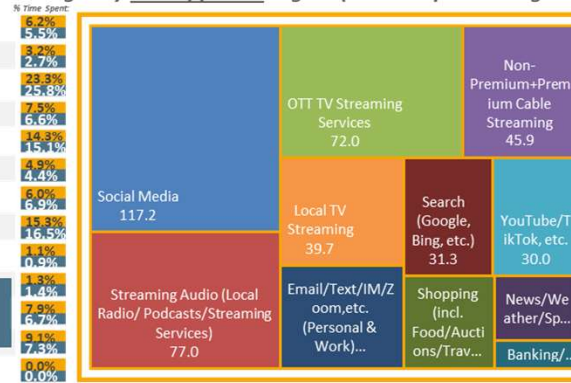 % Time Spent:
6.2%
5.5%
3.2%
2.7%
23.3%
25.8%
7.5%
6.6%
14.3%
15.1%
4.9%
4.4%
6.0%
6.9%
15.3%
16.5%
1.1%
0.9%
1.3%
1.4%
7.9%
6.7%
9.1%
7.3%
0.0%
0.0%
Social Media
117.2
Streaming Audio (Local
Radio/ Podcasts/Streaming
Services)
77.0
OTT TV Streaming
Services
72.0
Non-
Premium+Prem
ium Cable
Streaming
45.9
Local TV
Streaming
39.7
Search
(Google,
Bing, etc.)
31.3
YouTube/T
ikTok, etc.
30.0
Email/Text/IM/Z
oom,etc.
(Personal &
Work)...
Shopping
(incl.
Food/Aucti
ons/Trav...
News/We
ather/Sp...
Banking/...